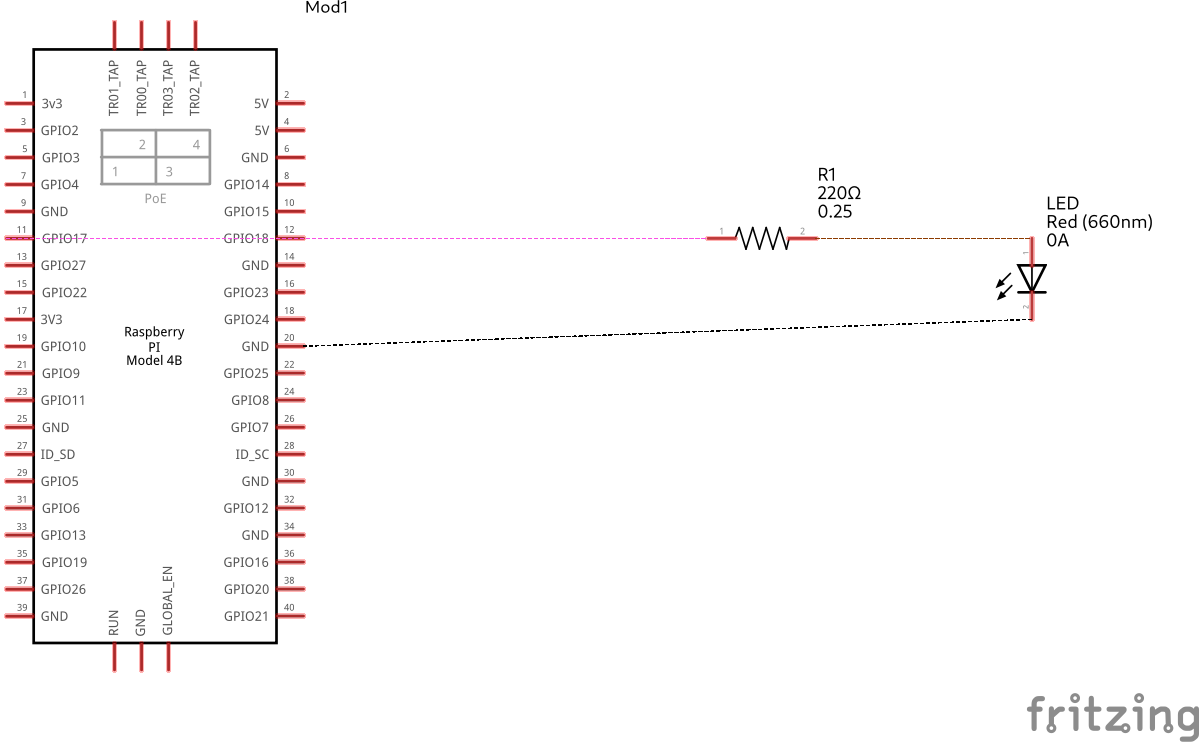 Mod1
TR01_TAP
TR00_TAP
TR03_TAP
TR02_TAP
1 3v3 5V 2
3 GPIO2 5V 4
5 GPIO3 GND 6
7 GPIO4 GPIO14 8
9 GND GPIO15 10
11 GPIO17 GPIO18 12
13 GPIO27 GND 14
15 GPIO22 GPIO23 16
17 3V3 GPIO24 18
19 GPIO10 GND 20
21 GPIO9 GPIO25 22
23 GPIO11 GPIO8 24
25 GND GPIO7 26
27 ID_SD ID_SC 28
29 GPIO5 GND 30
31 GPIO6 GPIO12 32
33 GPIO13 GND 34
35 GPIO19 GPIO16 36
37 GPIO26 GPIO20 38
39 GND GPIO21 40
2 4
1 3
PoE
Raspberry
PI
Model 4B
RUN
GND
GLOBAL_EN
R1
220Ω
0.25
1 2
LED
Red (660nm)
0A
1
2
fritzing